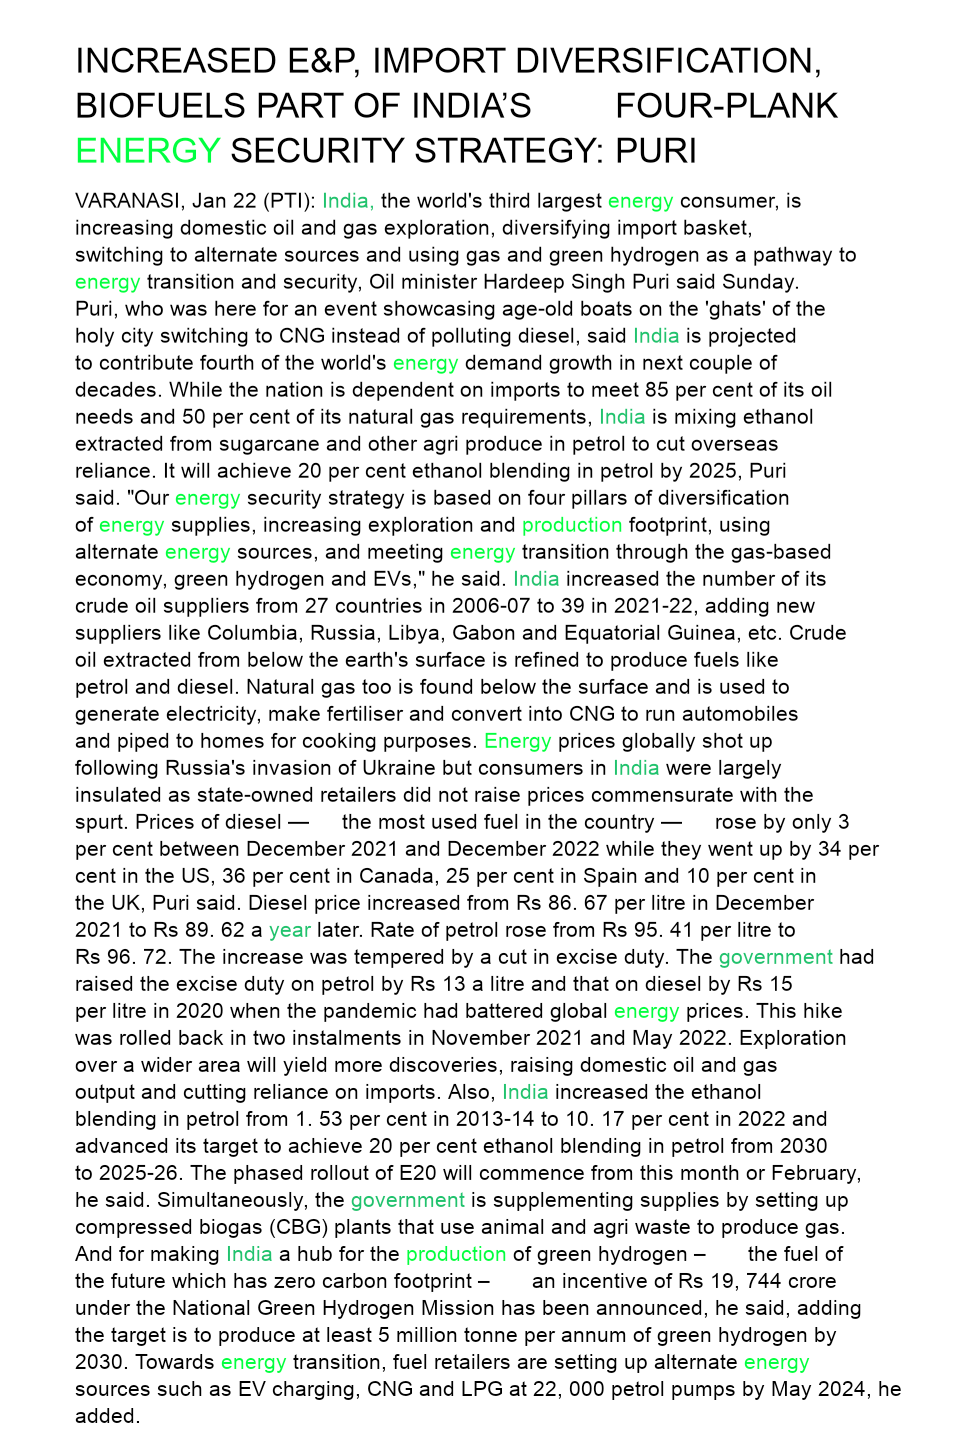 INCREASED E&P, IMPORT DIVERSIFICATION,
BIOFUELS PART OF INDIA’S FOUR-PLANK
ENERGY SECURITY STRATEGY: PURI
VARANASI, Jan 22 (PTI): India, the world's third largest energy consumer, is
increasing domestic oil and gas exploration, diversifying import basket,
switching to alternate sources and using gas and green hydrogen as a pathway to
energy transition and security, Oil minister Hardeep Singh Puri said Sunday.
Puri, who was here for an event showcasing age-old boats on the 'ghats' of the
holy city switching to CNG instead of polluting diesel, said India is projected
to contribute fourth of the world's energy demand growth in next couple of
decades. While the nation is dependent on imports to meet 85 per cent of its oil
needs and 50 per cent of its natural gas requirements, India is mixing ethanol
extracted from sugarcane and other agri produce in petrol to cut overseas
reliance. It will achieve 20 per cent ethanol blending in petrol by 2025, Puri
said. "Our energy security strategy is based on four pillars of diversification
of energy supplies, increasing exploration and production footprint, using
alternate energy sources, and meeting energy transition through the gas-based
economy, green hydrogen and EVs," he said. India increased the number of its
crude oil suppliers from 27 countries in 2006-07 to 39 in 2021-22, adding new
suppliers like Columbia, Russia, Libya, Gabon and Equatorial Guinea, etc. Crude
oil extracted from below the earth's surface is refined to produce fuels like
petrol and diesel. Natural gas too is found below the surface and is used to
generate electricity, make fertiliser and convert into CNG to run automobiles
and piped to homes for cooking purposes. Energy prices globally shot up
following Russia's invasion of Ukraine but consumers in India were largely
insulated as state-owned retailers did not raise prices commensurate with the
spurt. Prices of diesel — the most used fuel in the country — rose by only 3
per cent between December 2021 and December 2022 while they went up by 34 per
cent in the US, 36 per cent in Canada, 25 per cent in Spain and 10 per cent in
the UK, Puri said. Diesel price increased from Rs 86. 67 per litre in December
2021 to Rs 89. 62 a year later. Rate of petrol rose from Rs 95. 41 per litre to
Rs 96. 72. The increase was tempered by a cut in excise duty. The government had
raised the excise duty on petrol by Rs 13 a litre and that on diesel by Rs 15
per litre in 2020 when the pandemic had battered global energy prices. This hike
was rolled back in two instalments in November 2021 and May 2022. Exploration
over a wider area will yield more discoveries, raising domestic oil and gas
output and cutting reliance on imports. Also, India increased the ethanol
blending in petrol from 1. 53 per cent in 2013-14 to 10. 17 per cent in 2022 and
advanced its target to achieve 20 per cent ethanol blending in petrol from 2030
to 2025-26. The phased rollout of E20 will commence from this month or February,
he said. Simultaneously, the government is supplementing supplies by setting up
compressed biogas (CBG) plants that use animal and agri waste to produce gas.
And for making India a hub for the production of green hydrogen – the fuel of
the future which has zero carbon footprint – an incentive of Rs 19, 744 crore
under the National Green Hydrogen Mission has been announced, he said, adding
the target is to produce at least 5 million tonne per annum of green hydrogen by
2030. Towards energy transition, fuel retailers are setting up alternate energy
sources such as EV charging, CNG and LPG at 22, 000 petrol pumps by May 2024, he
added.